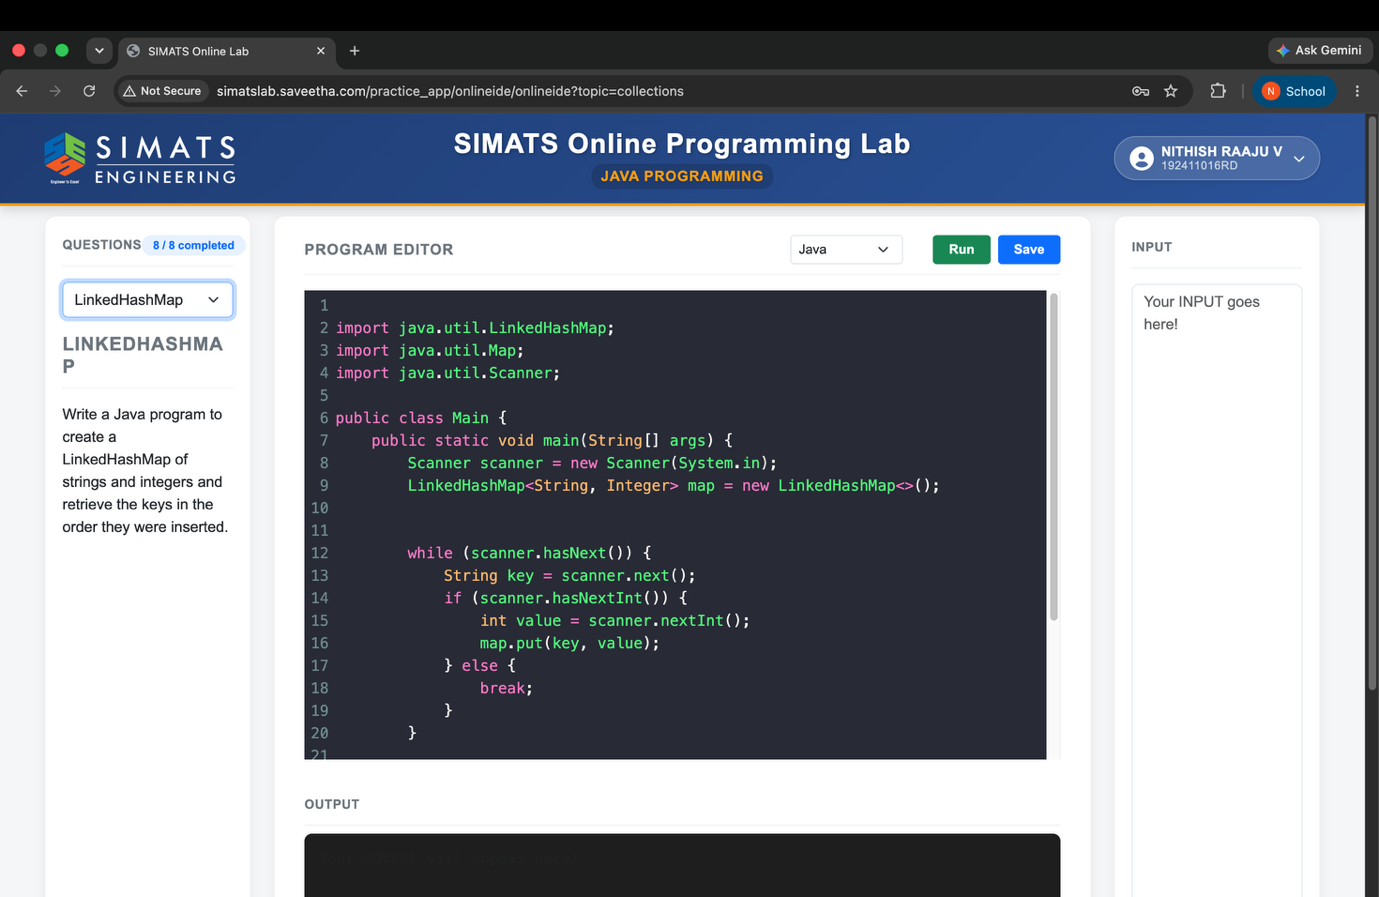 SIMATS Online Lab
Ask Gemini
Not Secure
simatslab.saveetha.com/practice_app/onlineide/onlineide?topic=collections
N School
SIMATS
ENGINEERING
Engineer to Excel
SIMATS Online Programming Lab
JAVA PROGRAMMING
NITHISH RAAJU V
192411016RD
QUESTIONS 8 / 8 completed
LinkedHashMap
LINKEDHASHMA
P
Write a Java program to
create a
LinkedHashMap of
strings and integers and
retrieve the keys in the
order they were inserted.
PROGRAM EDITOR
Java
Run
Save
1
2 import java.util.LinkedHashMap;
3 import java.util.Map;
4 import java.util.Scanner;
5
6 public class Main {
7     public static void main(String[] args) {
8         Scanner scanner = new Scanner(System.in);
9         LinkedHashMap<String, Integer> map = new LinkedHashMap<>();
10
11
12         while (scanner.hasNext()) {
13             String key = scanner.next();
14             if (scanner.hasNextInt()) {
15                 int value = scanner.nextInt();
16                 map.put(key, value);
17             } else {
18                 break;
19             }
20         }
21
OUTPUT
INPUT
Your INPUT goes
here!